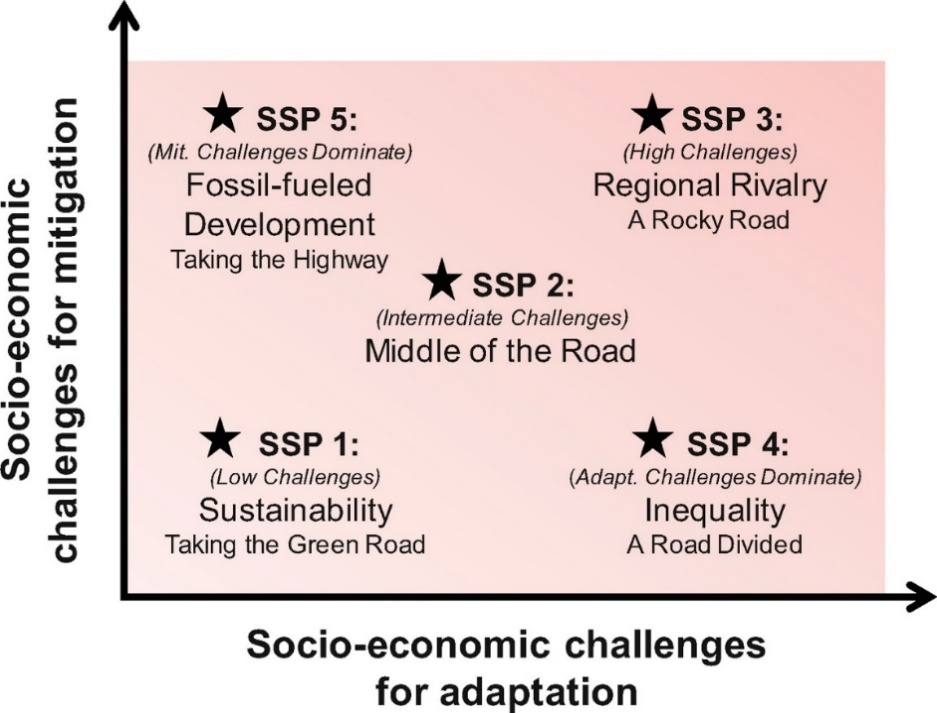 Socio-economic
challenges for mitigation
SSP 5:
(Mit. Challenges Dominate)
Fossil-fueled
Development
Taking the Highway
SSP 3:
(High Challenges)
Regional Rivalry
A Rocky Road
SSP 2:
(Intermediate Challenges)
Middle of the Road
SSP 1:
(Low Challenges)
Sustainability
Taking the Green Road
SSP 4:
(Adapt. Challenges Dominate)
Inequality
A Road Divided
Socio-economic challenges
for adaptation